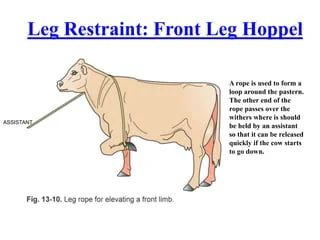 Leg Restraint: Front Leg Hoppel
A rope is used to form a
loop around the pastern.
The other end of the
rope passes over the
withers where is should
be held by an assistant
so that it can be released
quickly if the cow starts
to go down.
ASSISTANT
Fig. 13-10. Leg rope for elevating a front limb.